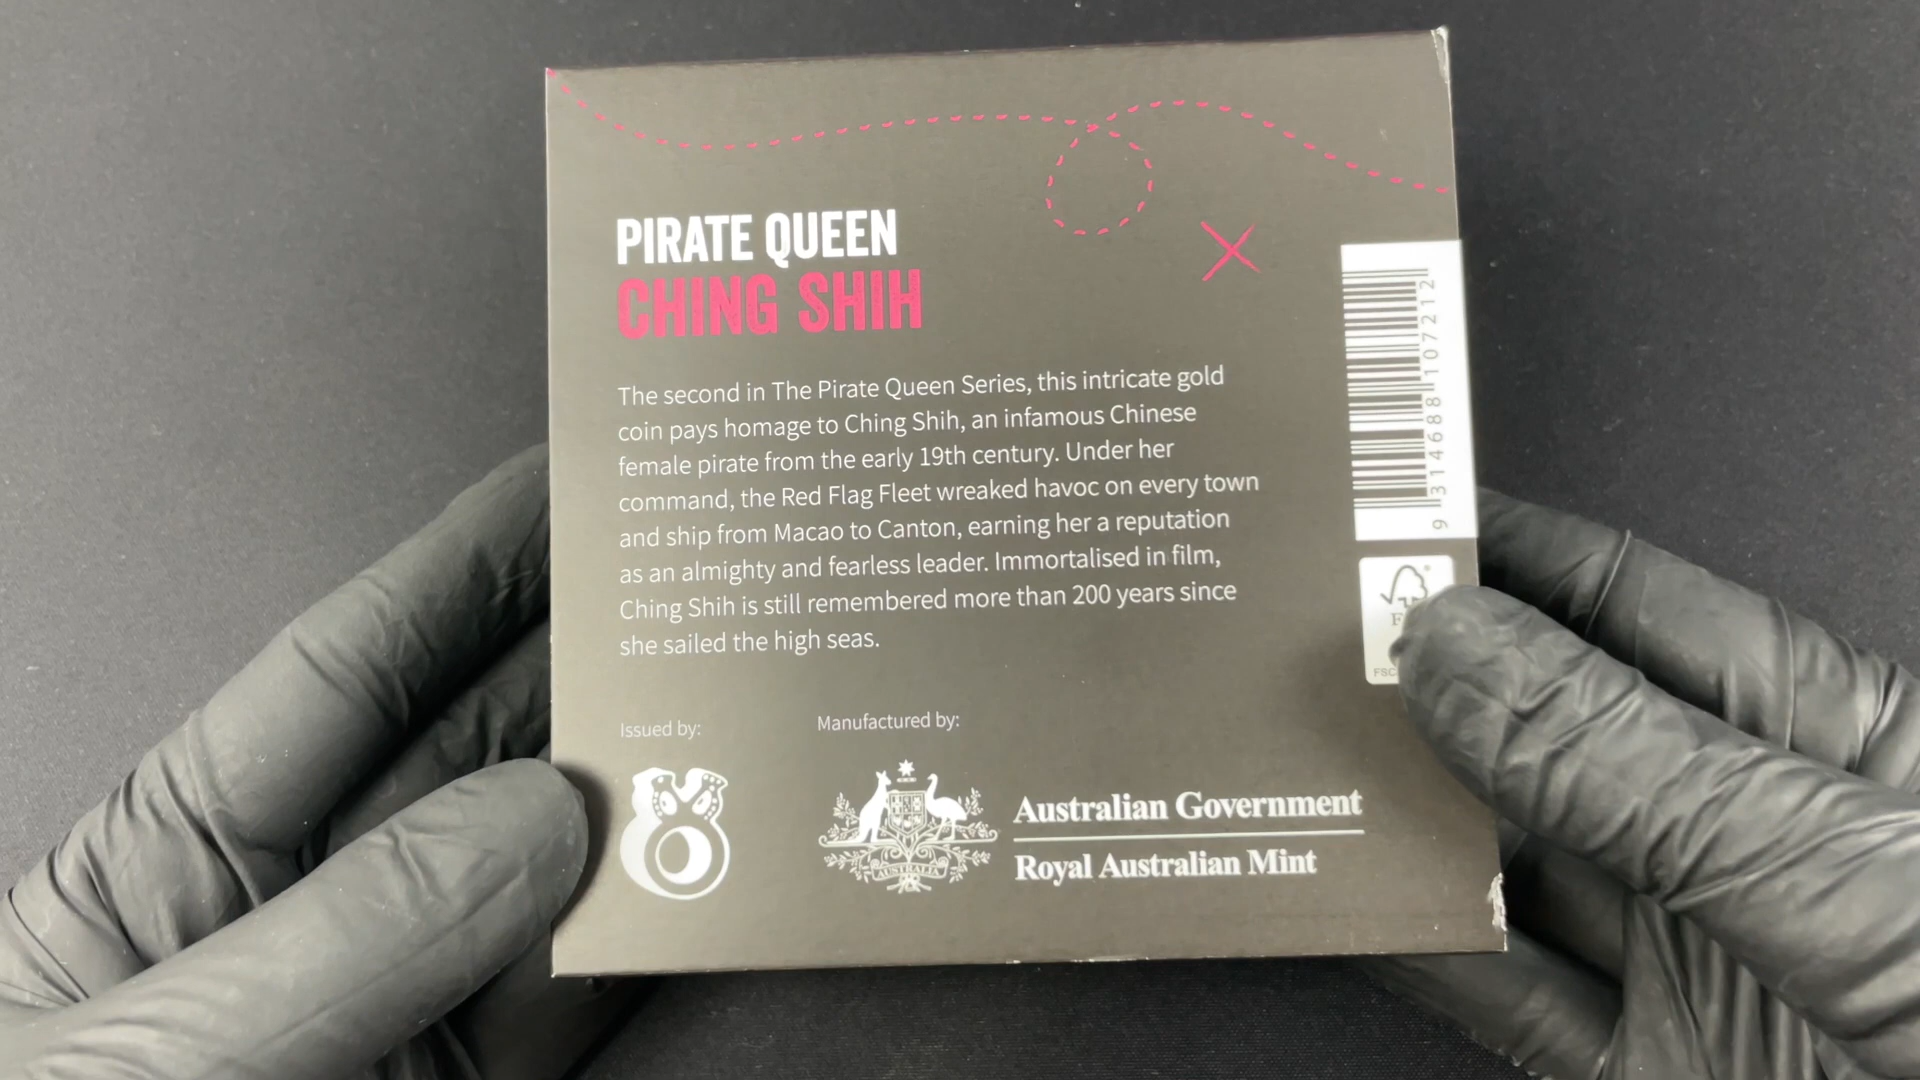 PIRATE QUEEN
CHING SHIH
The second in The Pirate Queen Series, this intricate gold
coin pays homage to Ching Shih, an infamous Chinese
female pirate from the early 19th century. Under her
command, the Red Flag Fleet wreaked havoc on every town
and ship from Macao to Canton, earning her a reputation
as an almighty and fearless leader. Immortalised in film,
Ching Shih is still remembered more than 200 years since
she sailed the high seas.
9 314688 107212
FSC
Issued by:
Manufactured by:
AUSTRALIA
Australian Government
Royal Australian Mint